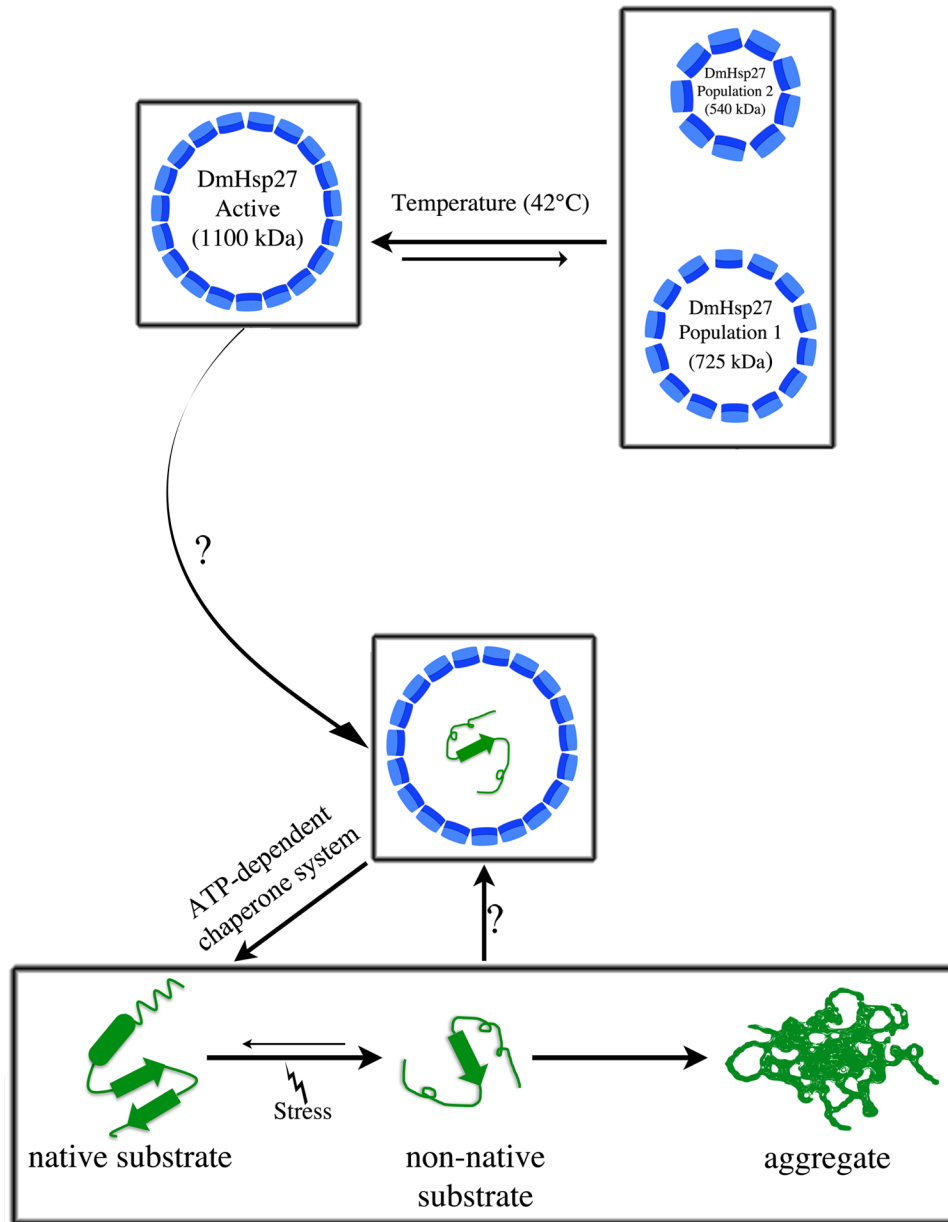 DmHsp27
Population 2
(540 kDa)
DmHsp27
Active
(1100 kDa)
Temperature (42°C)
DmHsp27
Population 1
(725 kDa)
?
ATP-dependent
chaperone system
?
Stress
native substrate
non-native
substrate
aggregate